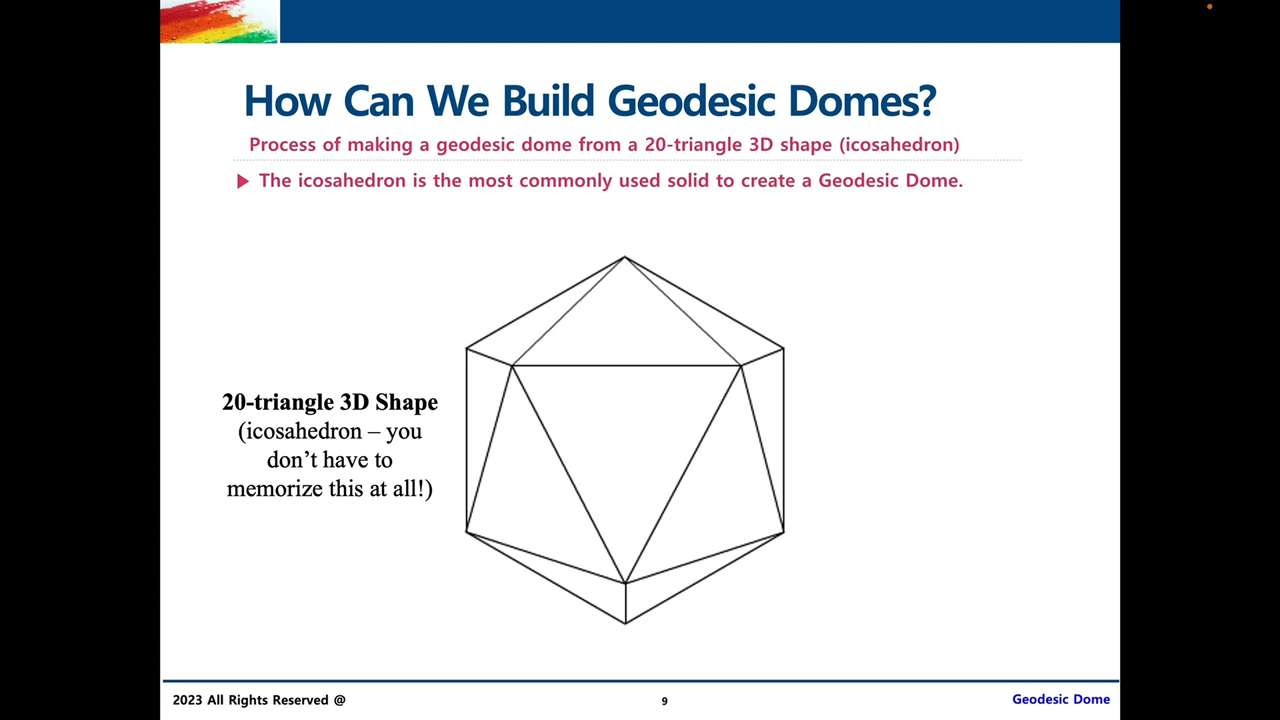 How Can We Build Geodesic Domes?
Process of making a geodesic dome from a 20-triangle 3D shape (icosahedron)
The icosahedron is the most commonly used solid to create a Geodesic Dome.
20-triangle 3D Shape
(icosahedron – you
don’t have to
memorize this at all!)
2023 All Rights Reserved @
9
Geodesic Dome